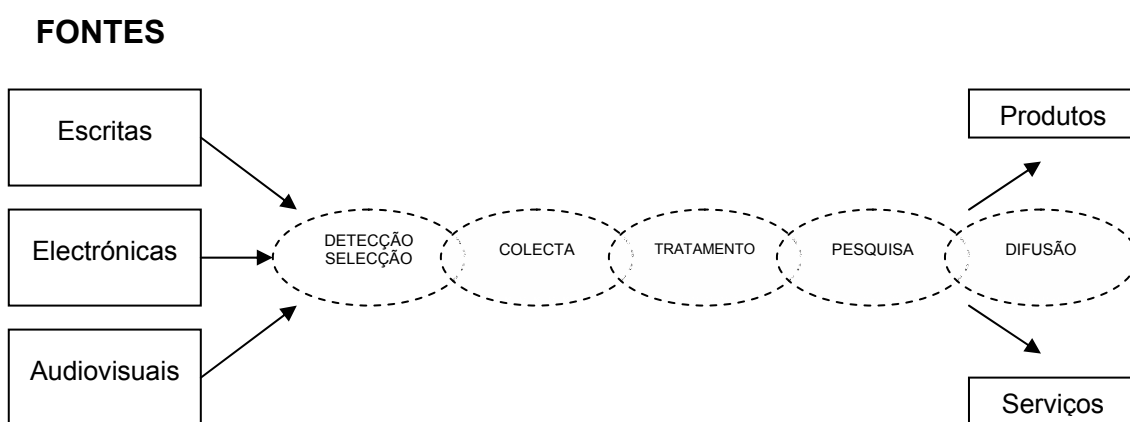 FONTES
Escritas
Electrónicas
Audiovisuais
DETECÇÃO
SELECÇÃO
COLECTA
TRATAMENTO
PESQUISA
DIFUSÃO
Produtos
Serviços